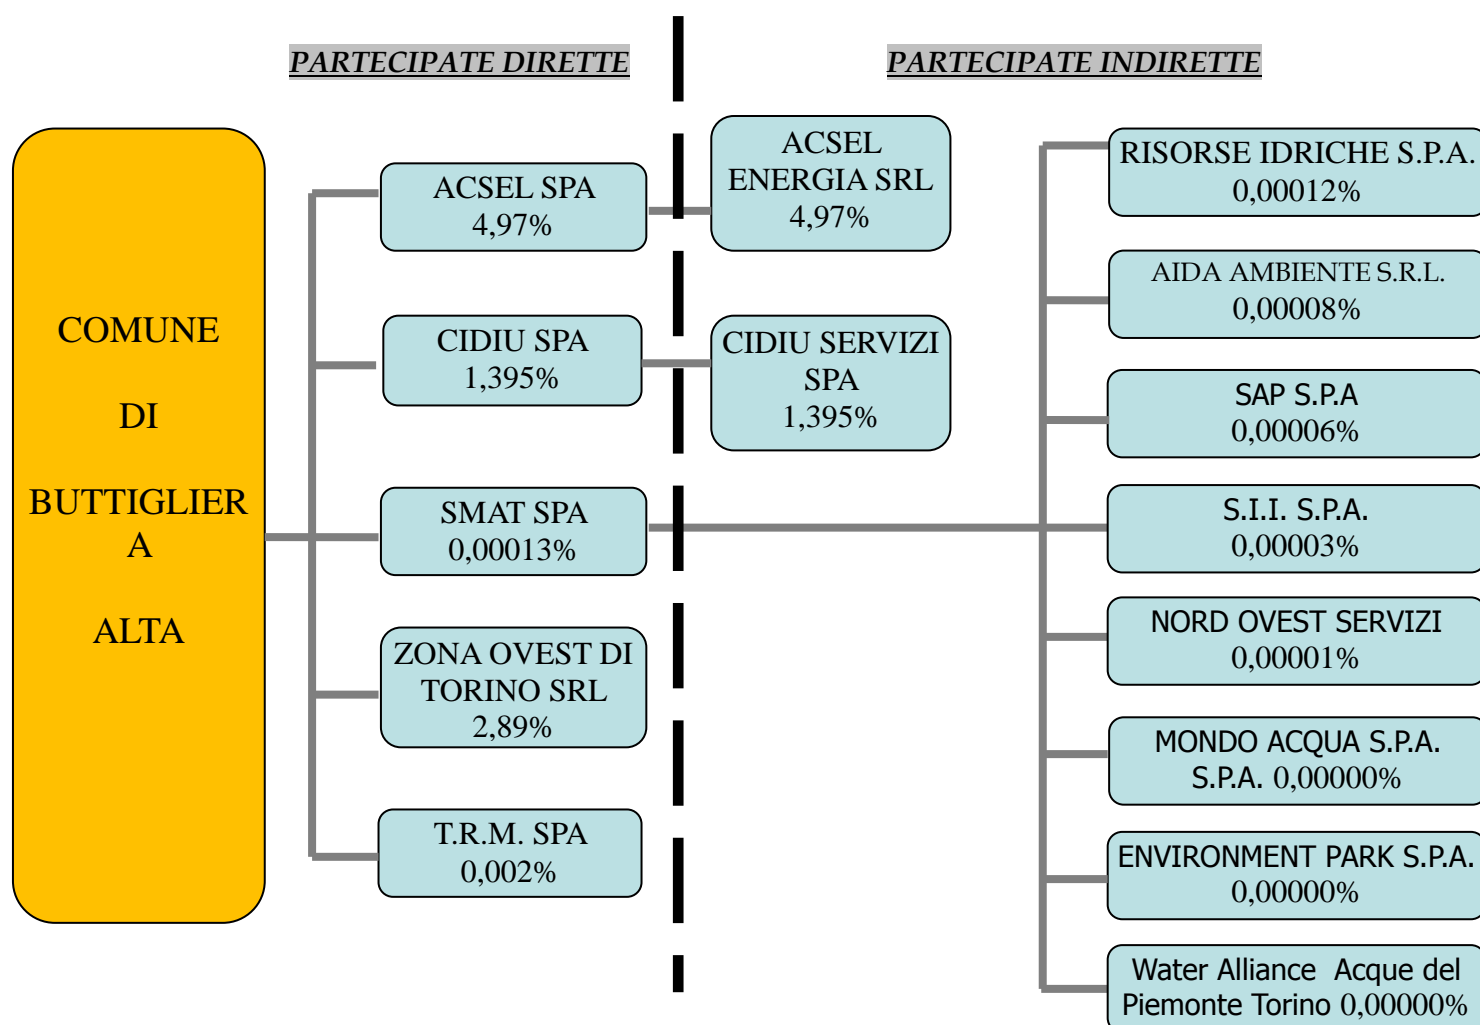 PARTECIPATE DIRETTE
PARTECIPATE INDIRETTE
COMUNE
DI
BUTTIGLIER
A
ALTA
ACSEL SPA
4,97%
CIDIU SPA
1,395%
SMAT SPA
0,00013%
ZONA OVEST DI
TORINO SRL
2,89%
T.R.M. SPA
0,002%
ACSEL
ENERGIA SRL
4,97%
CIDIU SERVIZI
SPA
1,395%
RISORSE IDRICHE S.P.A.
0,00012%
AIDA AMBIENTE S.R.L.
0,00008%
SAP S.P.A
0,00006%
S.I.I. S.P.A.
0,00003%
NORD OVEST SERVIZI
0,00001%
MONDO ACQUA S.P.A.
S.P.A. 0,00000%
ENVIRONMENT PARK S.P.A.
0,00000%
Water Alliance  Acque del
Piemonte Torino 0,00000%